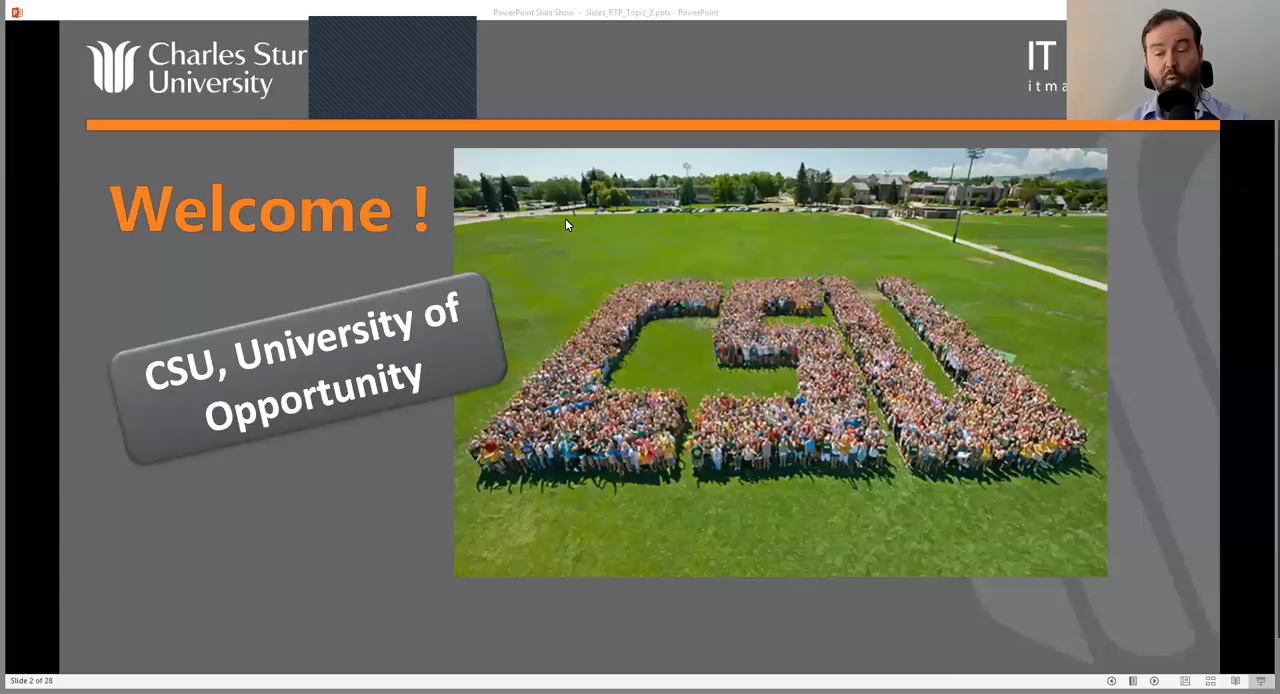 PowerPoint Slide Show - Slides_RTP_Topic_2.pptx - PowerPoint
Charles Stur
University
IT
itma
Welcome !
CSU, University of
Opportunity
CSU
Slide 2 of 28